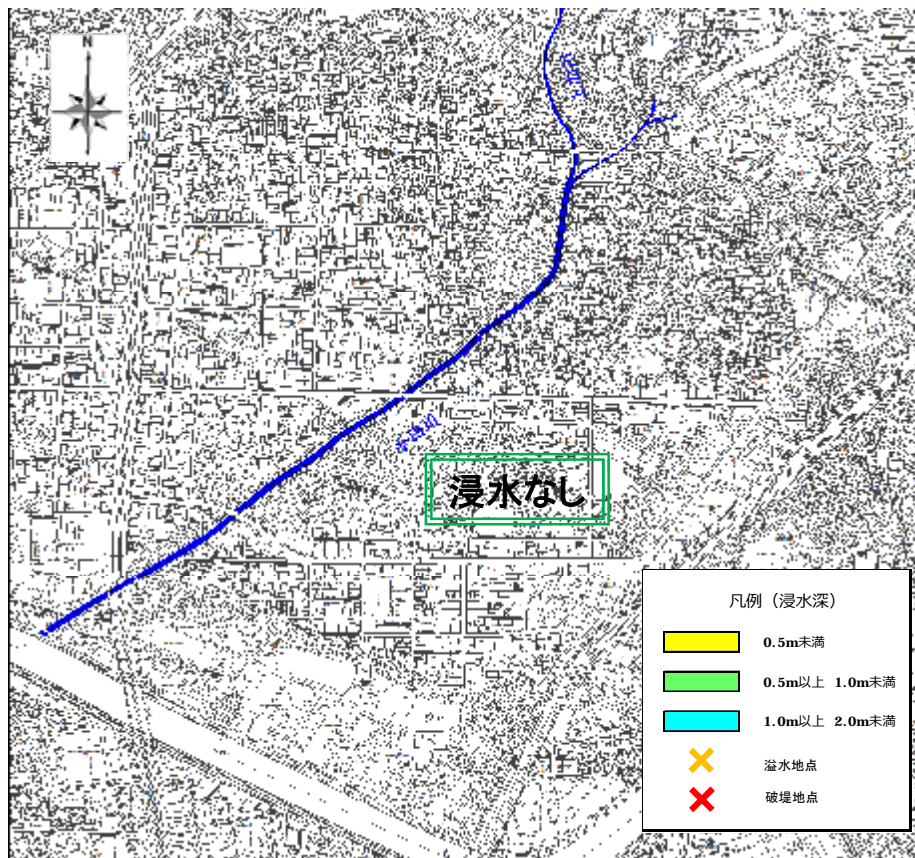 N
浸水なし
凡例（浸水深）
0.5m未満
0.5m以上 1.0m未満
1.0m以上 2.0m未満
溢水地点
破堤地点